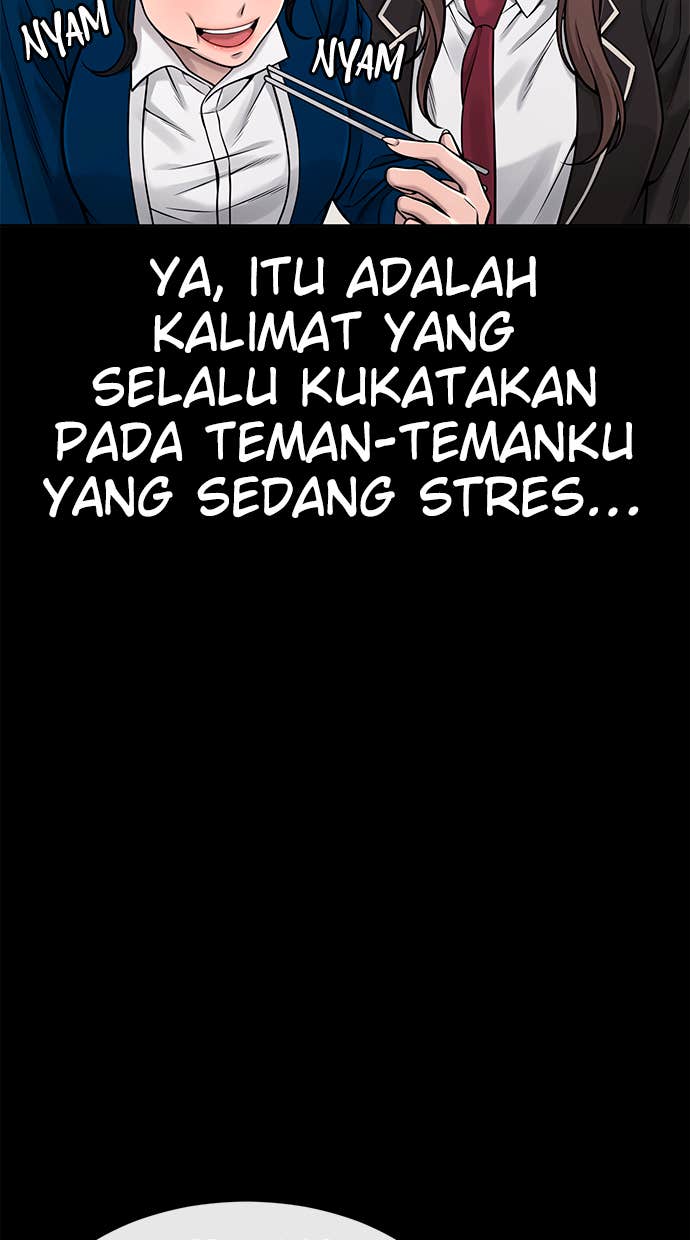 NYAM
NYAM
YA, ITU ADALAH
KALIMAT YANG
SELALU KUKATAKAN
PADA TEMAN-TEMANKU
YANG SEDANG STRES...